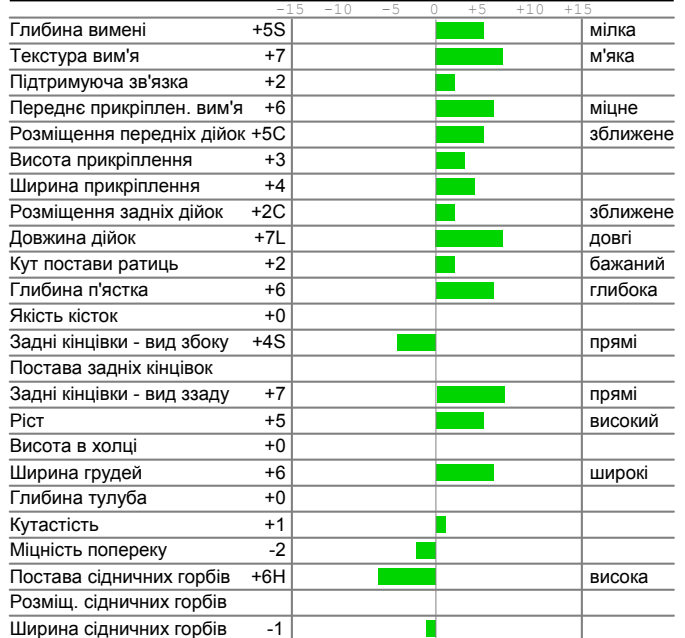 -15 -10 -5 0 +5 +10 +15
Глибина вимені +5S мілка
Текстура вим'я +7 м'яка
Підтримуюча зв'язка +2
Переднє прикріплен. вим'я +6 міцне
Розміщення передніх дійок +5C зближене
Висота прикріплення +3
Ширина прикріплення +4
Розміщення задніх дійок +2C зближене
Довжина дійок +7L довгі
Кут постави ратиць +2 бажаний
Глибина п'ястка +6 глибока
Якість кісток +0
Задні кінцівки - вид збоку +4S прямі
Постава задніх кінцівок
Задні кінцівки - вид ззаду +7 прямі
Ріст +5 високий
Висота в холці +0
Ширина грудей +6 широкі
Глибина тулуба +0
Кутастість +1
Міцність попереку -2
Постава сідничних горбів +6H висока
Розміщ. сідничних горбів
Ширина сідничних горбів -1